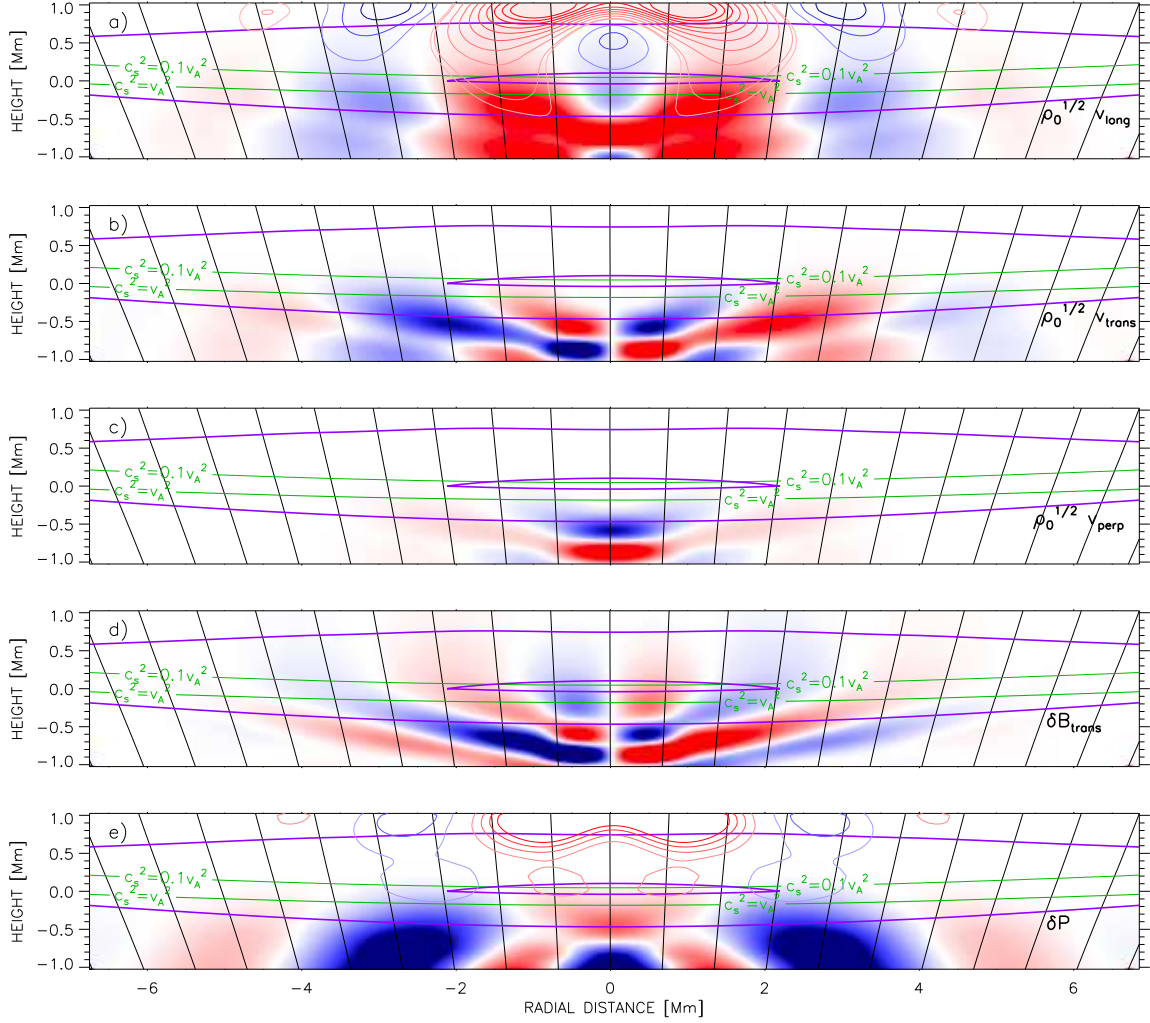 a)
HEIGHT [Mm]
1.0
0.5
0.0
−0.5
−1.0
c_s^2=0.1v_A^2
c_s^2=v_A^2
c_s^2=0.1v_A^2
c_s^2=v_A^2
ρ_0^{1/2} v_long
b)
HEIGHT [Mm]
1.0
0.5
0.0
−0.5
−1.0
c_s^2=0.1v_A^2
c_s^2=v_A^2
c_s^2=0.1v_A^2
c_s^2=v_A^2
ρ_0^{1/2} v_trans
c)
HEIGHT [Mm]
1.0
0.5
0.0
−0.5
−1.0
c_s^2=0.1v_A^2
c_s^2=v_A^2
c_s^2=0.1v_A^2
c_s^2=v_A^2
ρ_0^{1/2} v_perp
d)
HEIGHT [Mm]
1.0
0.5
0.0
−0.5
−1.0
c_s^2=0.1v_A^2
c_s^2=v_A^2
c_s^2=0.1v_A^2
c_s^2=v_A^2
δB_trans
e)
HEIGHT [Mm]
1.0
0.5
0.0
−0.5
−1.0
c_s^2=0.1v_A^2
c_s^2=v_A^2
c_s^2=0.1v_A^2
c_s^2=v_A^2
δP
−6 −4 −2 0 2 4 6
RADIAL DISTANCE [Mm]